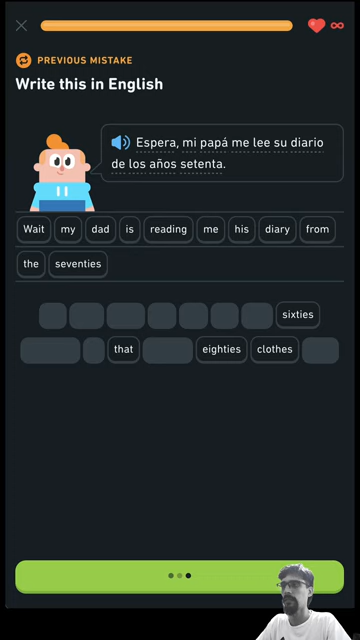 PREVIOUS MISTAKE
Write this in English
Espera, mi papá me lee su diario
de los años setenta.
Wait my dad is reading me his diary from
the seventies
sixties
that eighties clothes